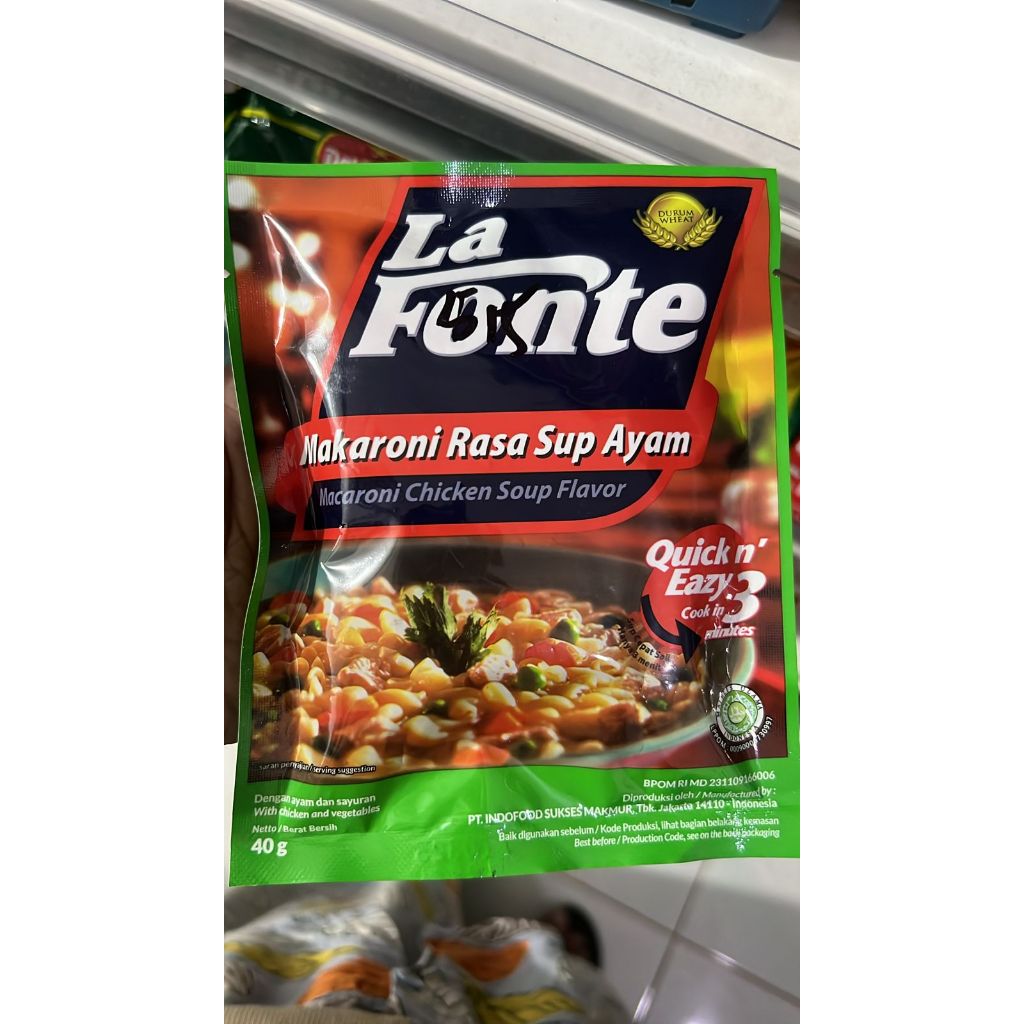 DURUM
WHEAT
La
Fonte
5K
Makaroni Rasa Sup Ayam
Macaroni Chicken Soup Flavor
Quick n'
Eazy
Cook in 3
minutes
saran penyajian/serving suggestion
BPOM RI MD 231109166006
Dengan ayam dan sayuran
With chicken and vegetables
Diproduksi oleh / Manufactured by :
PT. INDOFOOD SUKSES MAKMUR, Tbk. Jakarta 14110 - Indonesia
Netto / Berat Bersih
40 g
Baik digunakan sebelum / Kode Produksi, lihat bagian belakang kemasan
Best before / Production Code, see on the back packaging